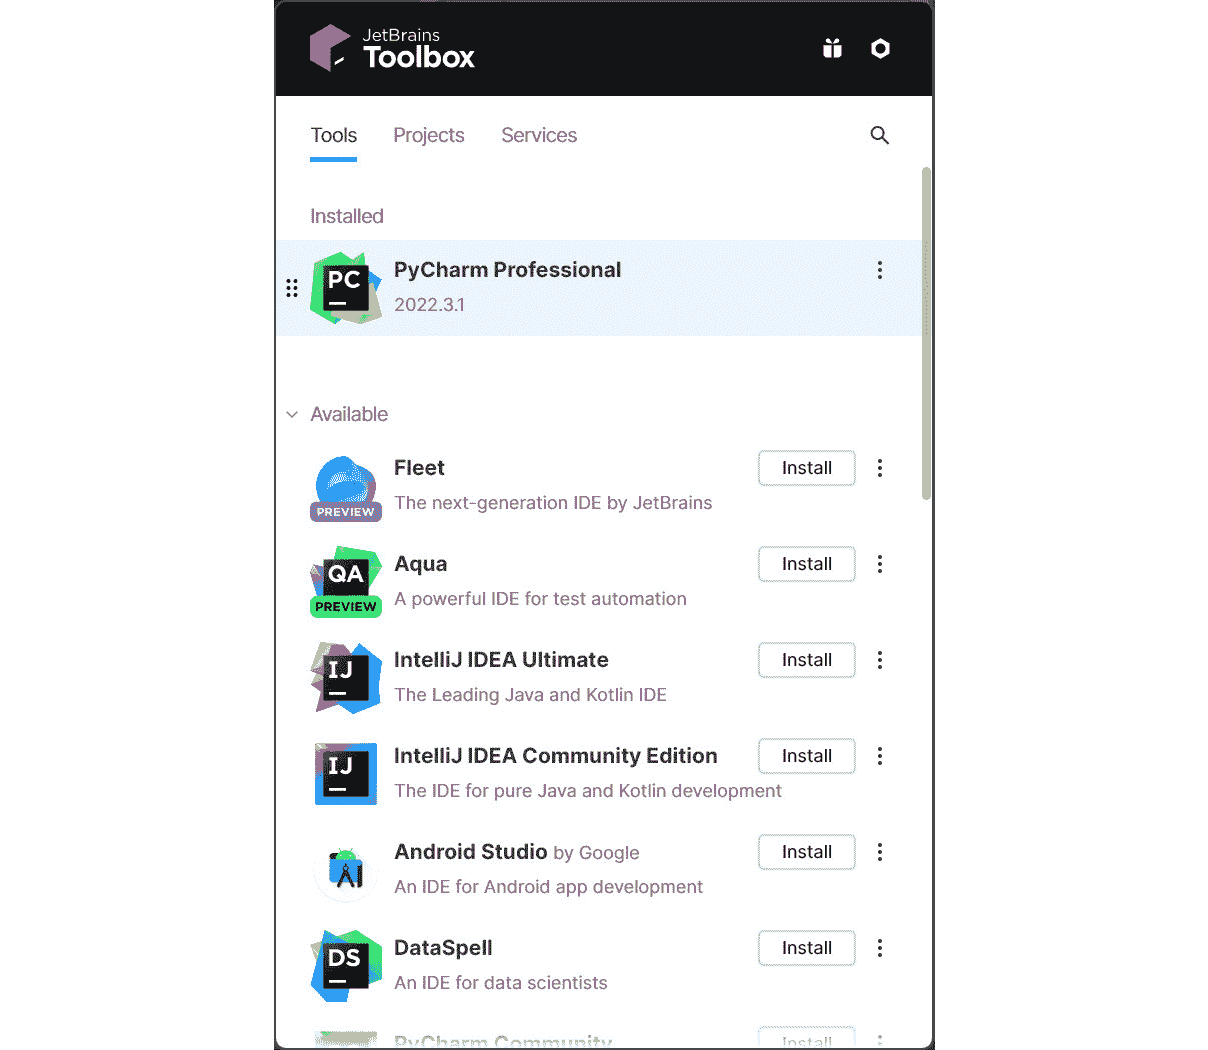 JetBrains
Toolbox
Tools Projects Services
Installed
PC
PyCharm Professional
2022.3.1
Available
Fleet
Install
PREVIEW
The next-generation IDE by JetBrains
QA
Aqua
Install
PREVIEW
A powerful IDE for test automation
IJ
IntelliJ IDEA Ultimate
Install
The Leading Java and Kotlin IDE
IJ
IntelliJ IDEA Community Edition
Install
The IDE for pure Java and Kotlin development
Android Studio by Google
Install
An IDE for Android app development
DS
DataSpell
Install
An IDE for data scientists
PyCharm Community
Install